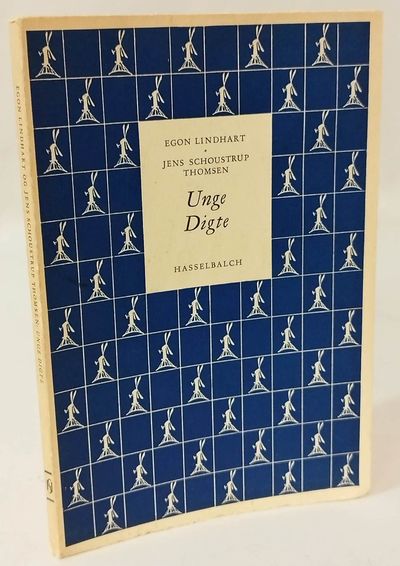 EGON LINDHART
•
JENS SCHOUSTRUP
THOMSEN
Unge
Digte
HASSELBALCH
EGON LINDHART OG JENS SCHOUSTRUP THOMSEN: UNGE DIGTE